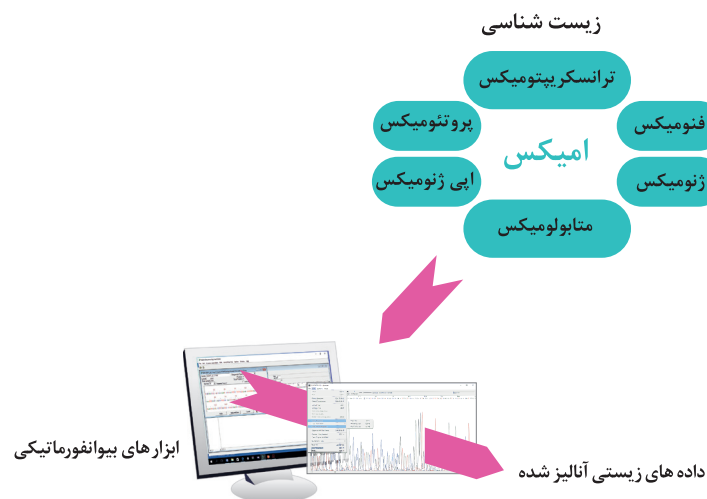 زیست شناسی
ترانسکریپتومیکس
فنومیکس
پروتئومیکس
امیکس
ژنومیکس
اپی ژنومیکس
متابولومیکس
ابزارهای بیوانفورماتیکی
داده های زیستی آنالیز شده